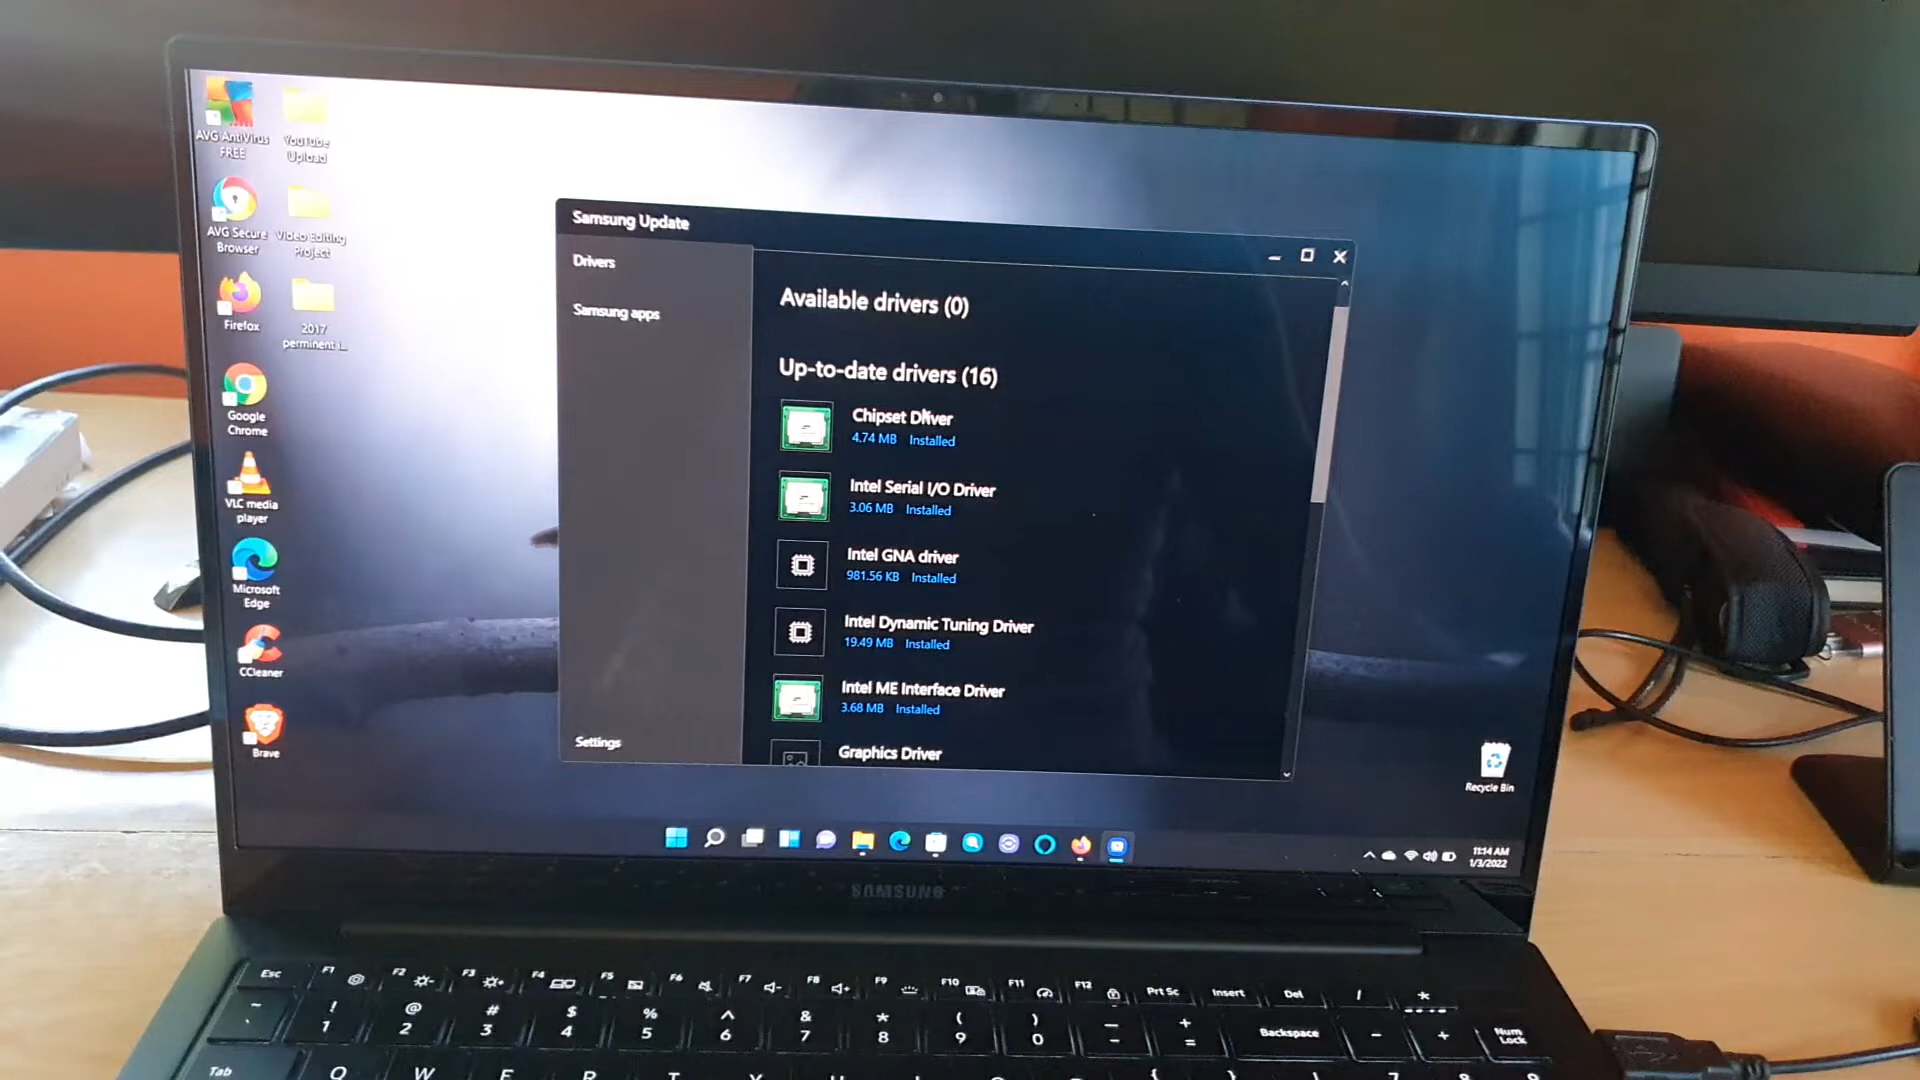 AVG AntiVirus
FREE
YouTube
Upload
AVG Secure
Browser
Video Editing
Project
Firefox
2017
perminent i...
Google
Chrome
VLC media
player
Microsoft
Edge
CCleaner
Brave
Samsung Update
Drivers
Samsung apps
Settings
Available drivers (0)
Up-to-date drivers (16)
Chipset Driver
4.74 MB Installed
Intel Serial I/O Driver
3.06 MB Installed
Intel GNA driver
981.56 KB Installed
Intel Dynamic Tuning Driver
19.49 MB Installed
Intel ME Interface Driver
3.68 MB Installed
Graphics Driver
Recycle Bin
11:14 AM
1/3/2022
SAMSUNG
Esc F1 F2 F3 F4 F5 F6 F7 F8 F9 F10 F11 F12 Prt Sc Insert Del / *
~ ! @ # $ % ^ & * ( ) — +
` 1 2 3 4 5 6 7 8 9 0 - = Backspace - + Num
Lock
Tab Q W E R T Y